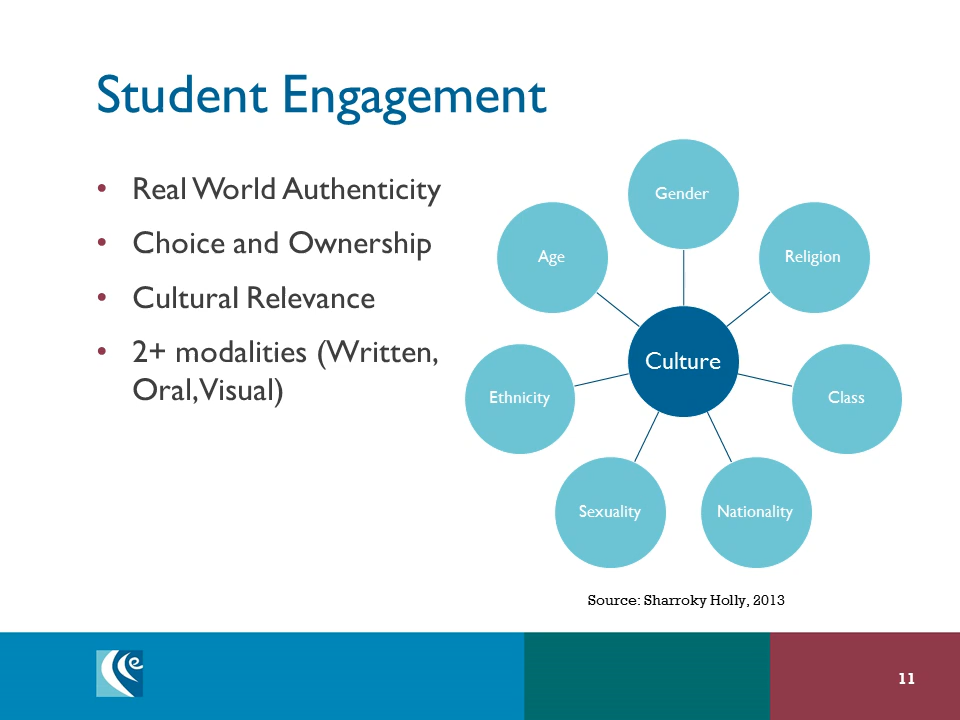 Student Engagement
• Real World Authenticity
• Choice and Ownership
• Cultural Relevance
• 2+ modalities (Written,
Oral, Visual)
Gender
Religion
Class
Nationality
Sexuality
Ethnicity
Age
Culture
Source: Sharroky Holly, 2013
e
11